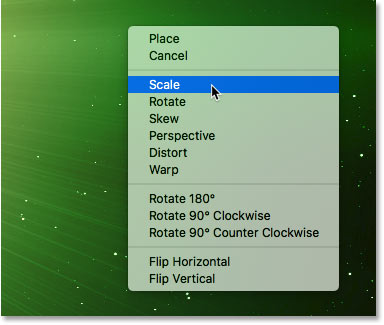 Place
Cancel
Scale
Rotate
Skew
Perspective
Distort
Warp
Rotate 180°
Rotate 90° Clockwise
Rotate 90° Counter Clockwise
Flip Horizontal
Flip Vertical